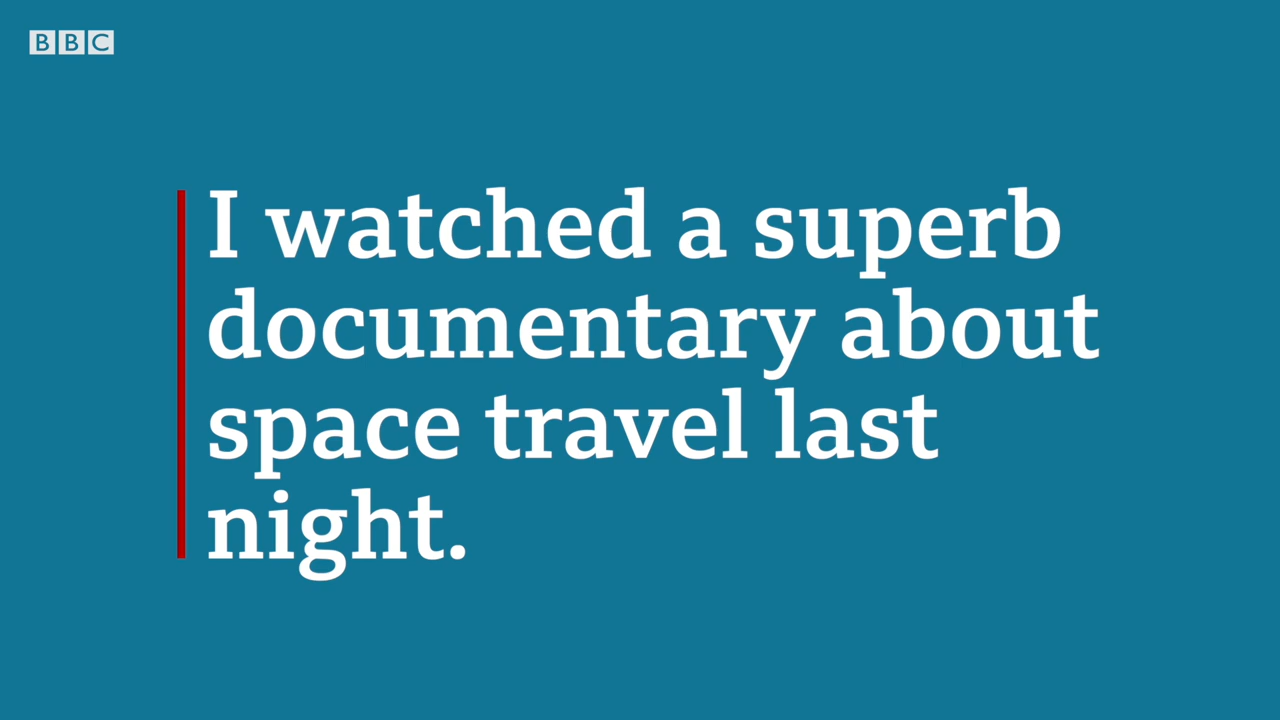 BBC
I watched a superb
documentary about
space travel last
night.